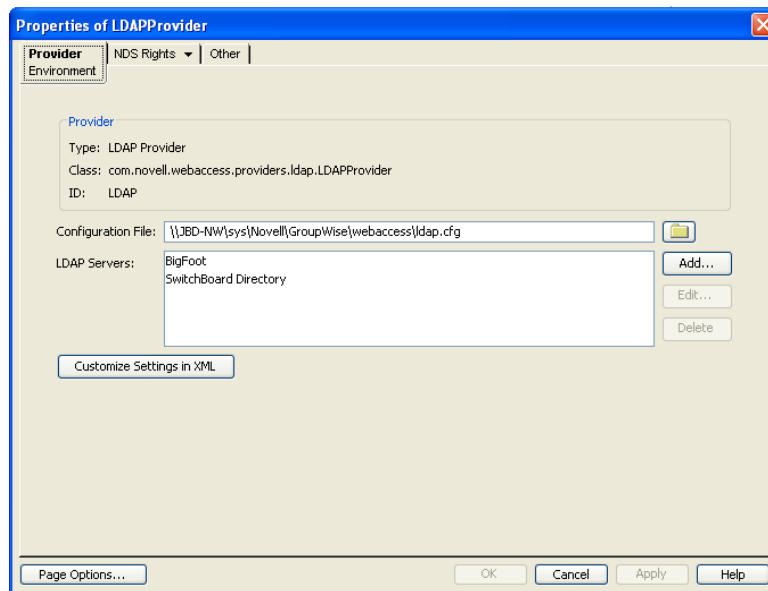 Properties of LDAPProvider
Provider NDS Rights Other
Environment
Provider
Type: LDAP Provider
Class: com.novell.webaccess.providers.ldap.LDAPProvider
ID: LDAP
Configuration File: \\JBD-NW\sys\Novell\GroupWise\webaccess\ldap.cfg
LDAP Servers: BigFoot Add...
SwitchBoard Directory
Edit...
Delete
Customize Settings in XML
Page Options... OK Cancel Apply Help